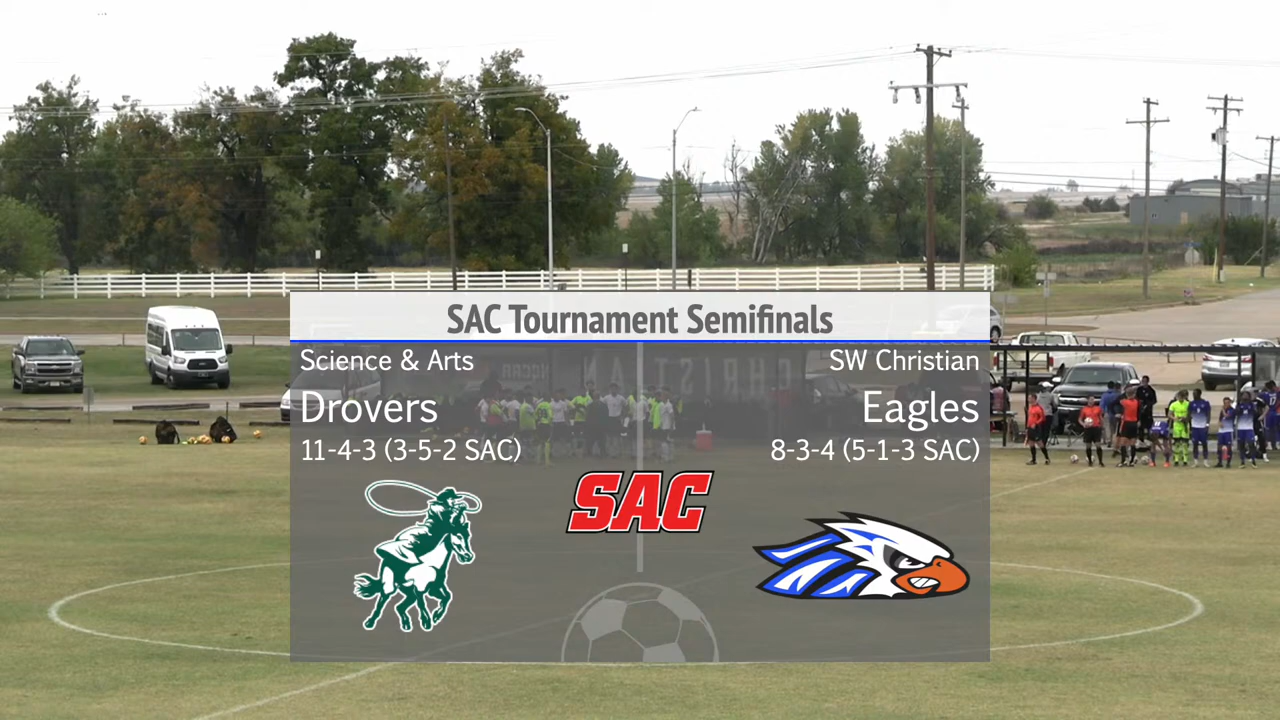 SAC Tournament Semifinals
Science & Arts
SW Christian
Drovers
Eagles
11-4-3 (3-5-2 SAC)
8-3-4 (5-1-3 SAC)
SAC
CHRISTIAN